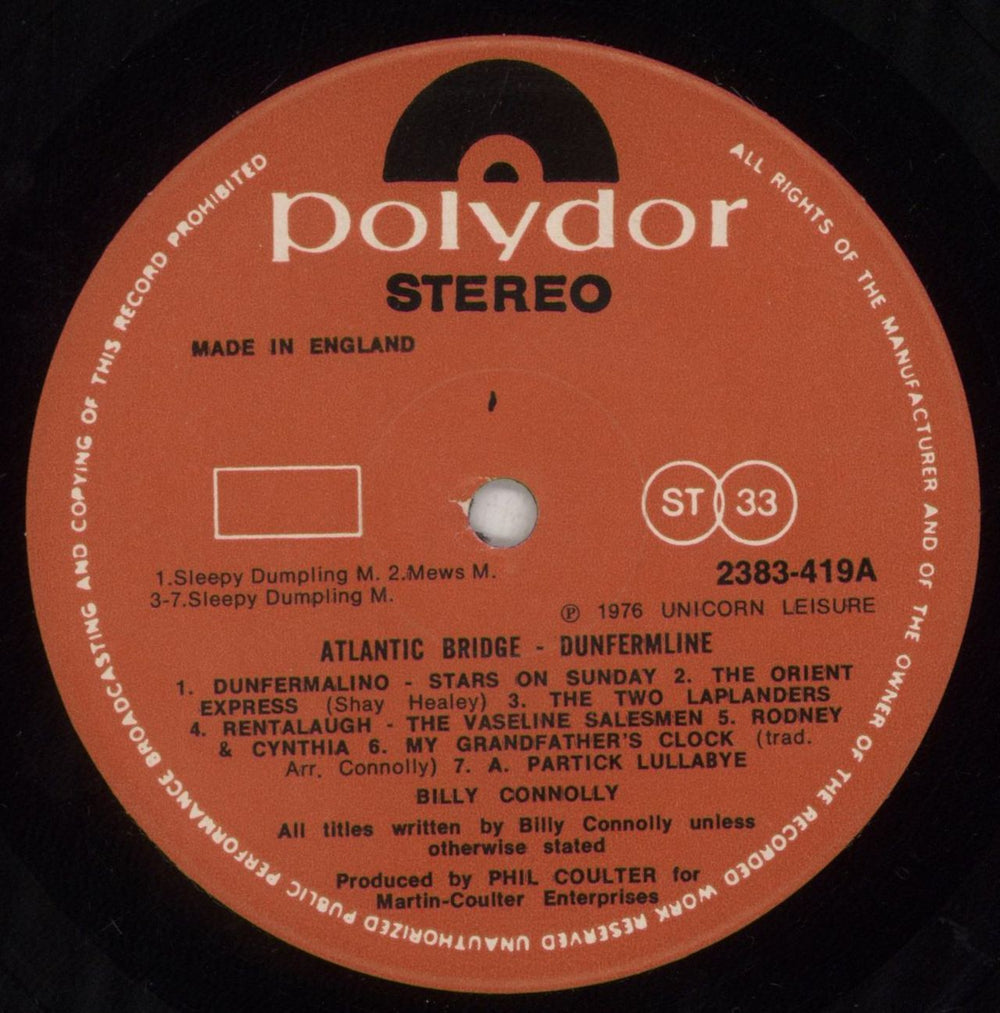 polydor
STEREO
MADE IN ENGLAND
ST 33
2383-419A
1.Sleepy Dumpling M. 2.Mews M.
3-7.Sleepy Dumpling M.
℗ 1976 UNICORN LEISURE
ATLANTIC BRIDGE - DUNFERMLINE
1. DUNFERMALINO - STARS ON SUNDAY 2. THE ORIENT
EXPRESS (Shay Healey) 3. THE TWO LAPLANDERS
4. RENTALAUGH - THE VASELINE SALESMEN 5. RODNEY
& CYNTHIA 6. MY GRANDFATHER'S CLOCK (trad.
Arr. Connolly) 7. A. PARTICK LULLABYE
BILLY CONNOLLY
All titles written by Billy Connolly unless
otherwise stated
Produced by PHIL COULTER for
Martin-Coulter Enterprises
ALL RIGHTS OF THE MANUFACTURER AND OF THE OWNER OF THE RECORDED WORK RESERVED UNAUTHORIZED PUBLIC PERFORMANCE BROADCASTING AND COPYING OF THIS RECORD PROHIBITED